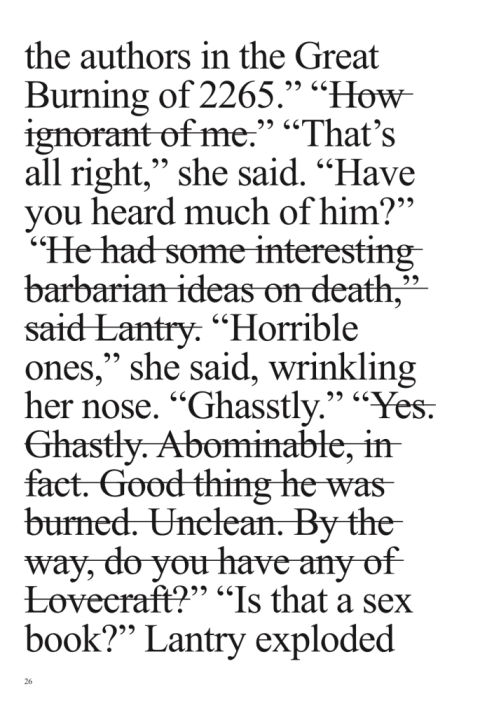 the authors in the Great
Burning of 2265.” “How
ignorant of me.” “That’s
all right,” she said. “Have
you heard much of him?”
“He had some interesting
barbarian ideas on death,”
said Lantry. “Horrible
ones,” she said, wrinkling
her nose. “Ghasstly.” “Yes.
Ghastly. Abominable, in
fact. Good thing he was
burned. Unclean. By the
way, do you have any of
Lovecraft?” “Is that a sex
book?” Lantry exploded
26